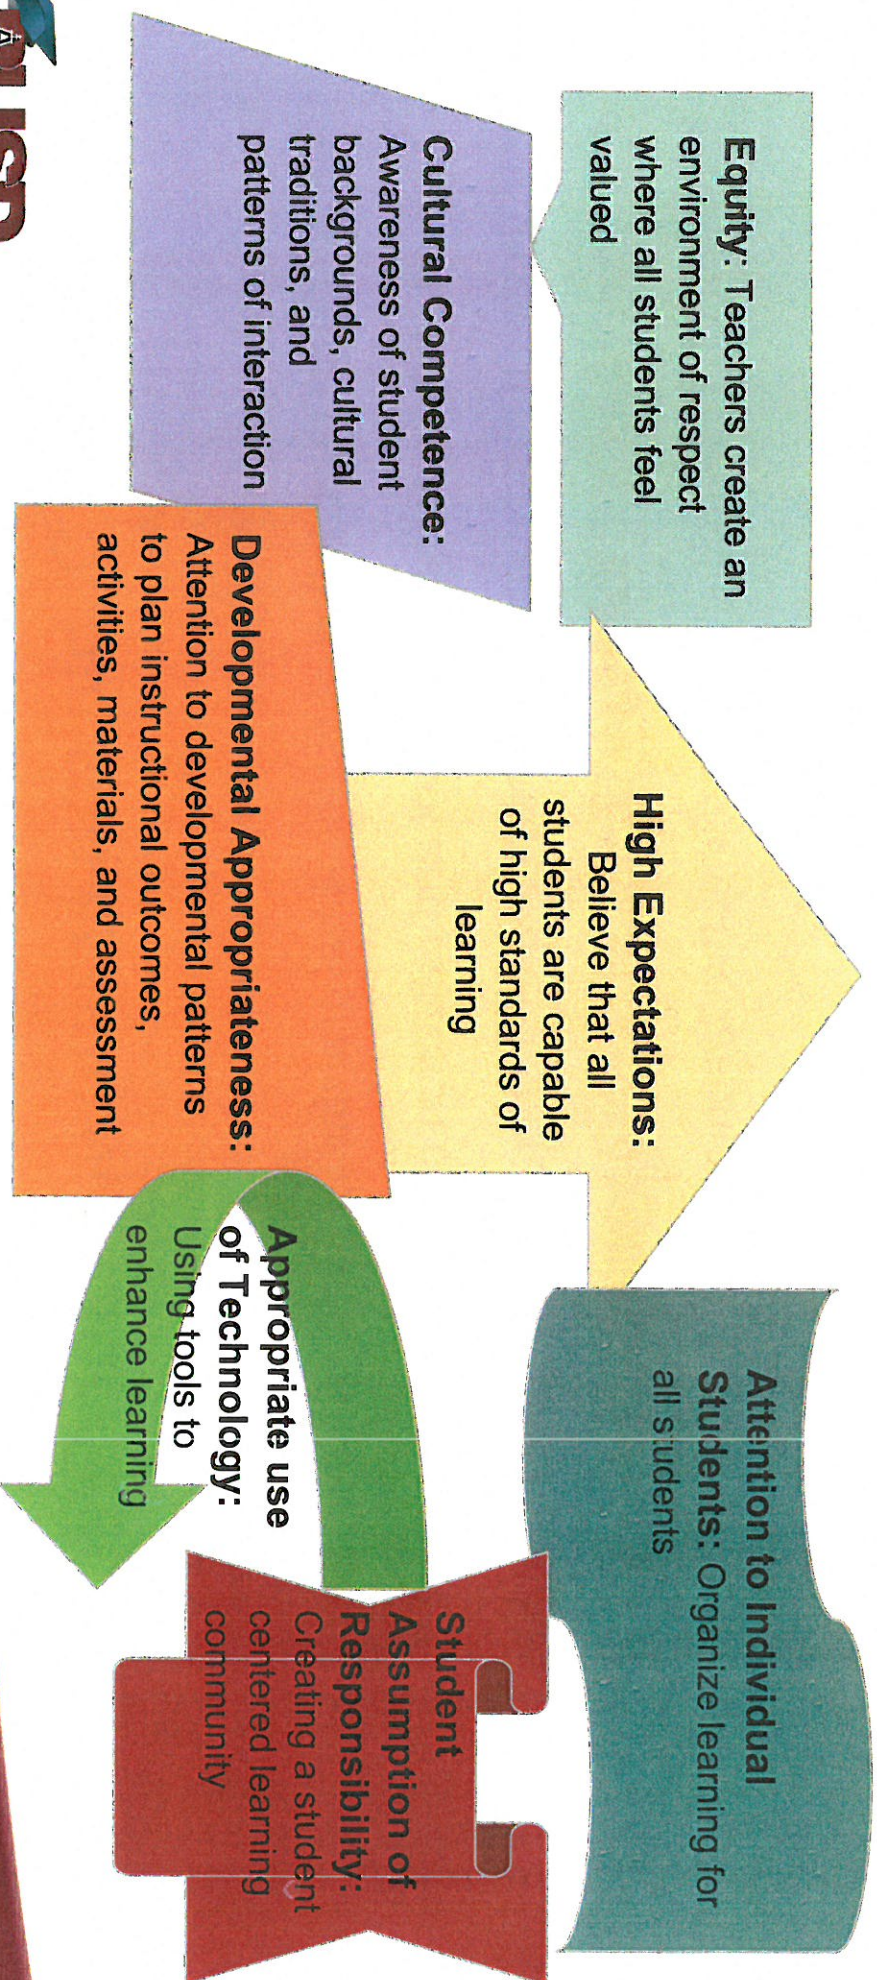 Equity: Teachers create an
environment of respect
where all students feel
valued
High Expectations:
Believe that all
students are capable
of high standards of
learning
Attention to Individual
Students: Organize learning for
all students
Cultural Competence:
Awareness of student
backgrounds, cultural
traditions, and
patterns of interaction
Developmental Appropriateness:
Attention to developmental patterns
to plan instructional outcomes,
activities, materials, and assessment
Appropriate use
of Technology:
Using tools to
enhance learning
Student
Assumption of
Responsibility:
Creating a student
centered learning
community